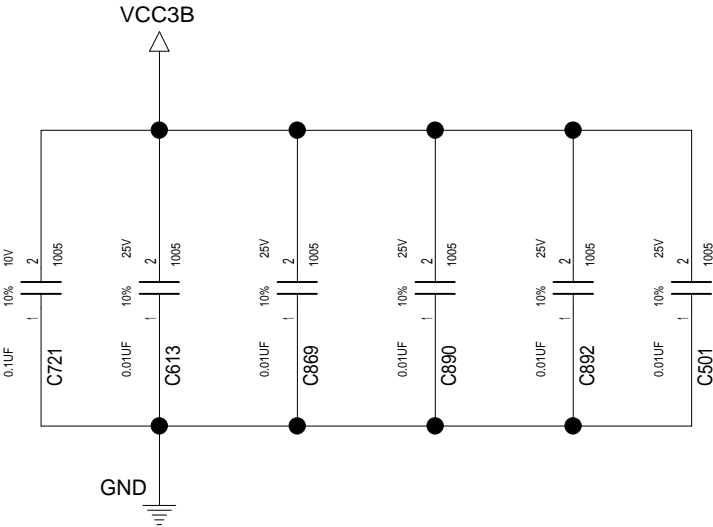 VCC3B
10V
2
1005
10%
1
0.1UF
C721
25V
2
1005
10%
1
0.01UF
C613
25V
2
1005
10%
1
0.01UF
C869
25V
2
1005
10%
1
0.01UF
C890
25V
2
1005
10%
1
0.01UF
C892
25V
2
1005
10%
1
0.01UF
C501
GND